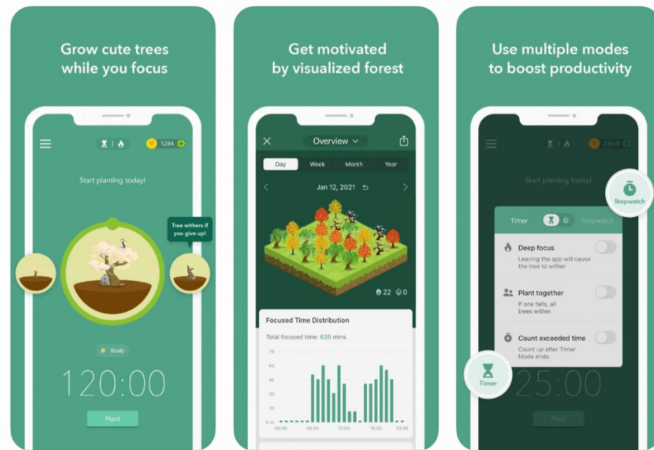 Grow cute trees
while you focus
1234
Start planting today!
Tree withers if
you give up!
Study
120:00
Plant
Get motivated
by visualized forest
Overview
Day Week Month Year
Jan 12, 2021
22 0
Focused Time Distribution
Total focused time: 635 mins
Use multiple modes
to boost productivity
Start planting today!
Stopwatch
Timer Stopwatch
Deep focus
Leaving the app will cause
the tree to wither
Plant together
If one fails, all
trees wither.
Count exceeded time
Count up after Timer
Mode ends.
Timer
25:00
Plant